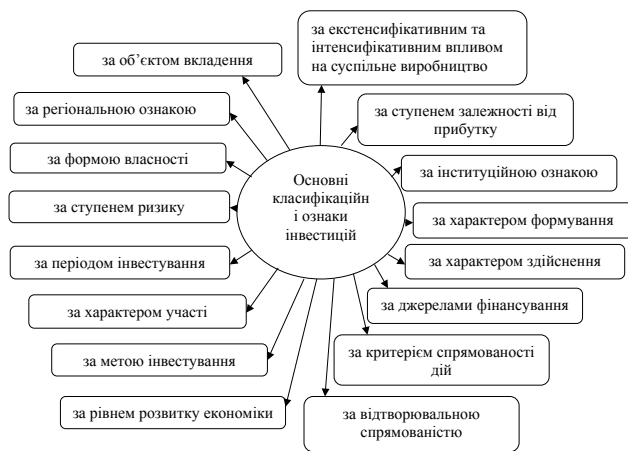 за екстенсифікативним та
інтенсифікативним впливом
на суспільне виробництво
за об’єктом вкладення
за регіональною ознакою
за ступенем залежності від
прибутку
за формою власності
за інституційною ознакою
Основні
класифікаційн
і ознаки
інвестицій
за ступенем ризику
за характером формування
за періодом інвестування
за характером здійснення
за характером участі
за джерелами фінансування
за метою інвестування
за критерієм спрямованості
дій
за рівнем розвитку економіки
за відтворювальною
спрямованістю